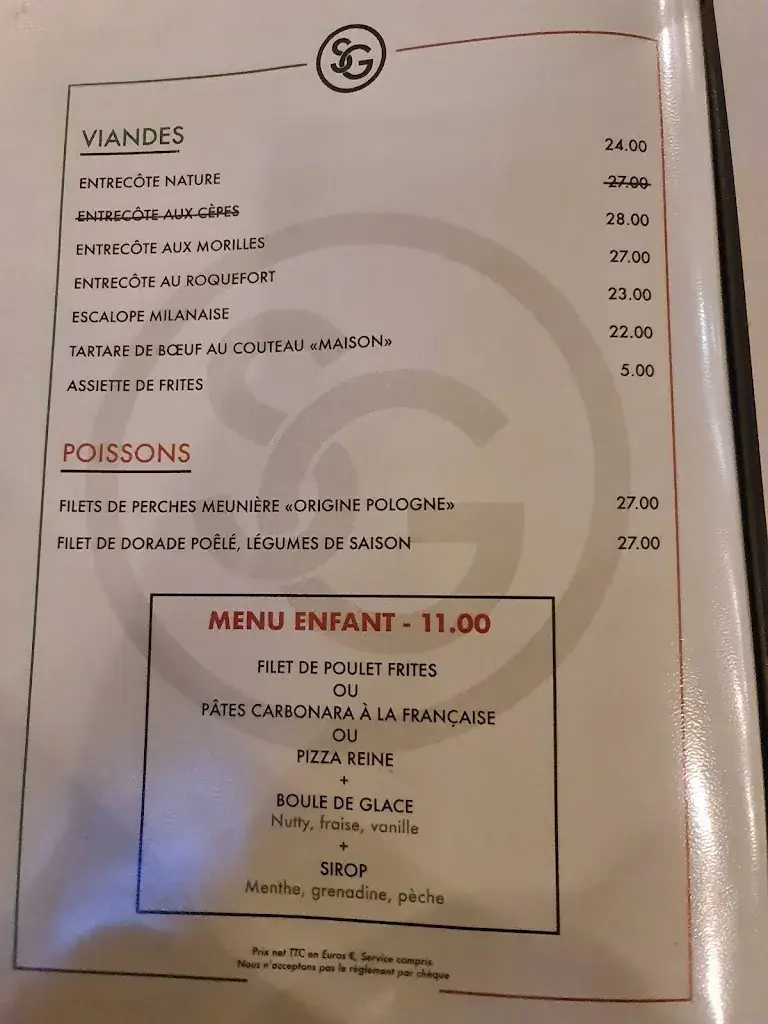 SG
VIANDES
ENTRECÔTE NATURE 24.00
ENTRECÔTE AUX CÈPES 27.00
ENTRECÔTE AUX MORILLES 28.00
ENTRECÔTE AU ROQUEFORT 27.00
ESCALOPE MILANAISE 23.00
TARTARE DE BŒUF AU COUTEAU «MAISON» 22.00
ASSIETTE DE FRITES 5.00
POISSONS
FILETS DE PERCHES MEUNIÈRE «ORIGINE POLOGNE» 27.00
FILET DE DORADE POÊLÉ, LÉGUMES DE SAISON 27.00
MENU ENFANT - 11.00
FILET DE POULET FRITES
OU
PÂTES CARBONARA À LA FRANÇAISE
OU
PIZZA REINE
+
BOULE DE GLACE
Nutty, fraise, vanille
+
SIROP
Menthe, grenadine, pèche
Prix net TTC en Euros €, Service compris.
Nous n'acceptons pas le règlement par chèque